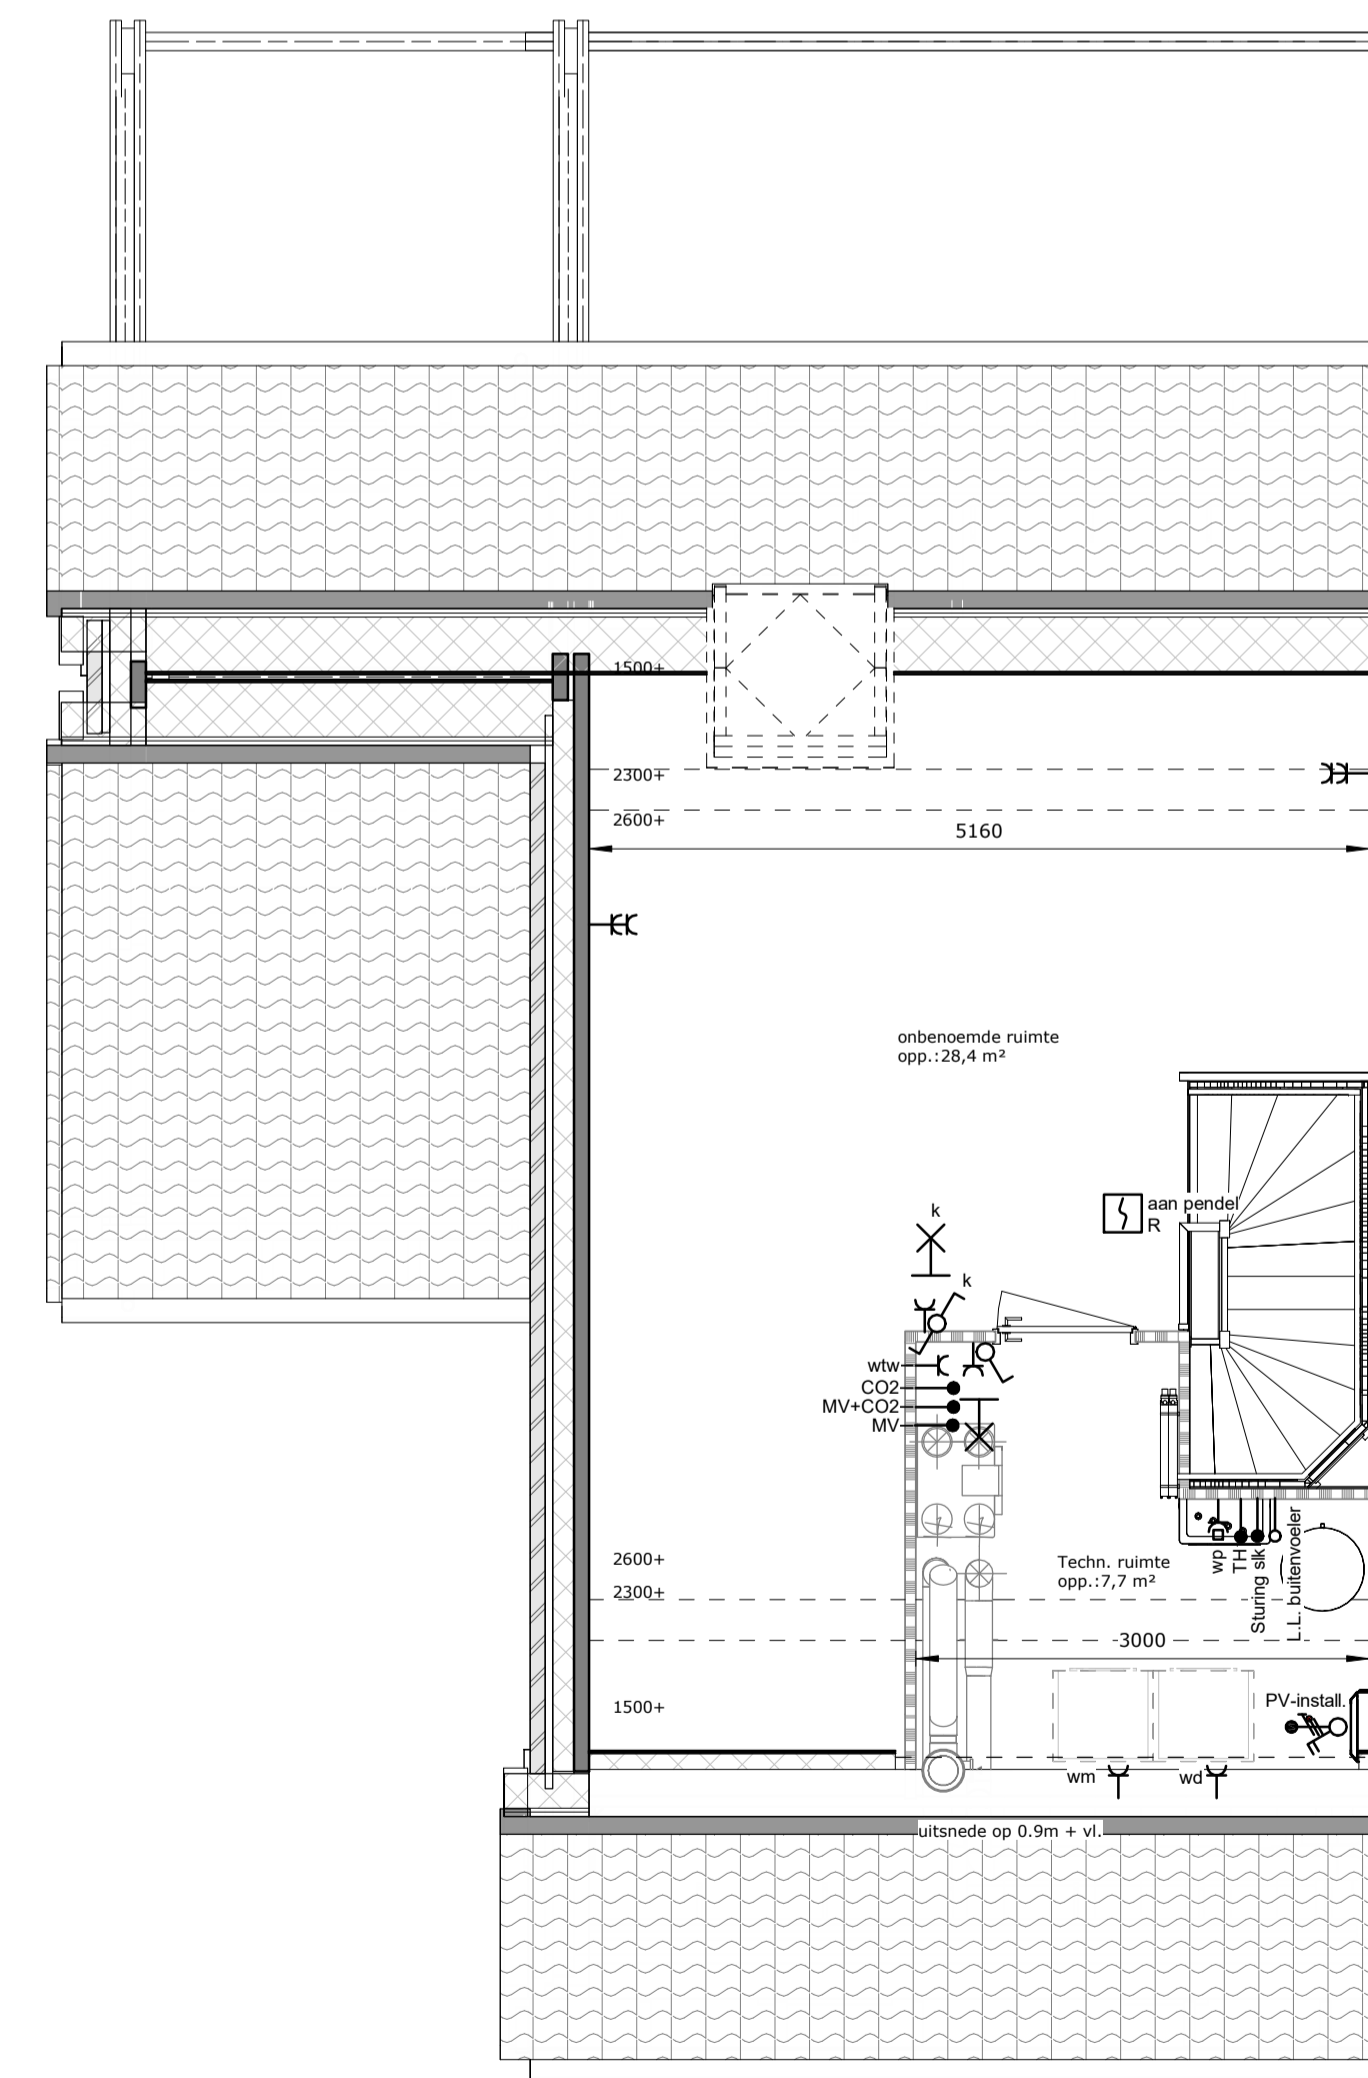 1500+
2300+
2600+
5160
onbenoemde ruimte
opp.:28,4 m²
aan pendel
R
k
k
wtw
CO2
MV+CO2
MV
wp
TH
Sturing slk
L.L. buitenvoeler
Techn. ruimte
opp.:7,7 m²
2600+
2300+
3000
1500+
PV-install.
wm
wd
uitsnede op 0.9m + vl.